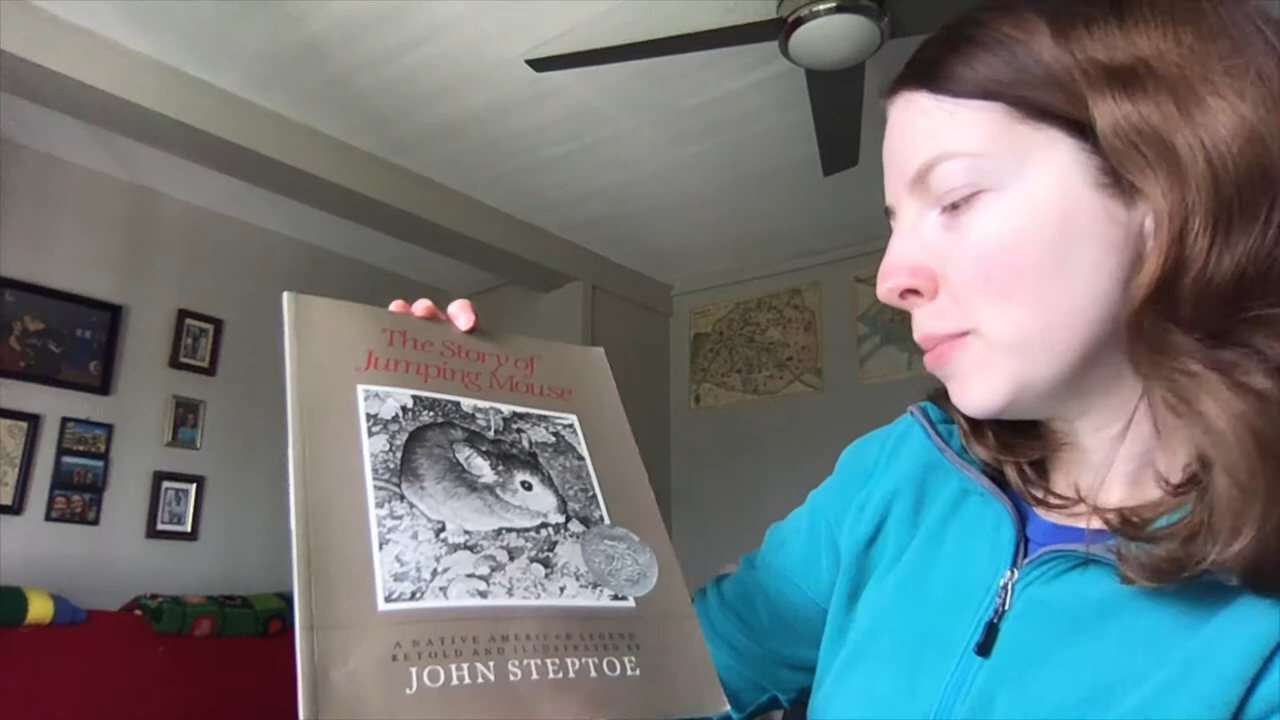 The Story of
Jumping Mouse
A NATIVE AMERICAN LEGEND
RETOLD AND ILLUSTRATED BY
JOHN STEPTOE